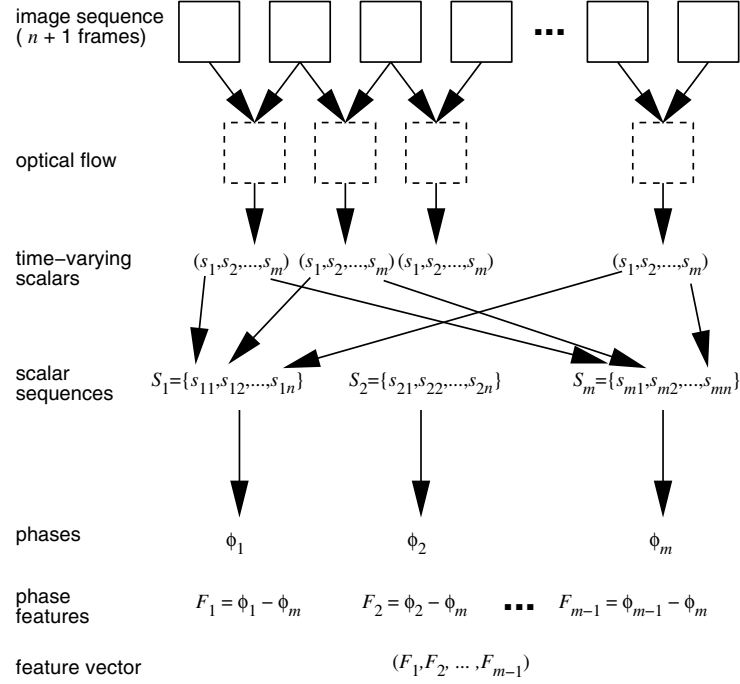 image sequence
( n + 1 frames)
...
optical flow
time–varying
scalars
(s1,s2,...,sm) (s1,s2,...,sm) (s1,s2,...,sm) (s1,s2,...,sm)
scalar
sequences
S1={s11,s12,...,s1n} S2={s21,s22,...,s2n} Sm={sm1,sm2,...,smn}
phases
ϕ1 ϕ2 ϕm
phase
features
F1 = ϕ1 – ϕm F2 = ϕ2 – ϕm ... Fm–1 = ϕm–1 – ϕm
feature vector
(F1,F2, ... ,Fm–1)